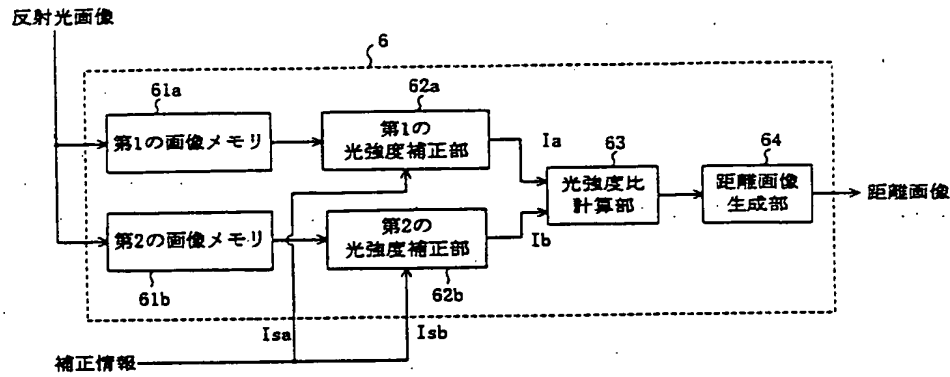 反射光画像
6
61a
第1の画像メモリ
62a
第1の
光強度補正部
Ia
63
光強度比
計算部
64
距離画像
生成部
距離画像
第2の画像メモリ
61b
第2の
光強度補正部
62b
Ib
Isa
Isb
補正情報